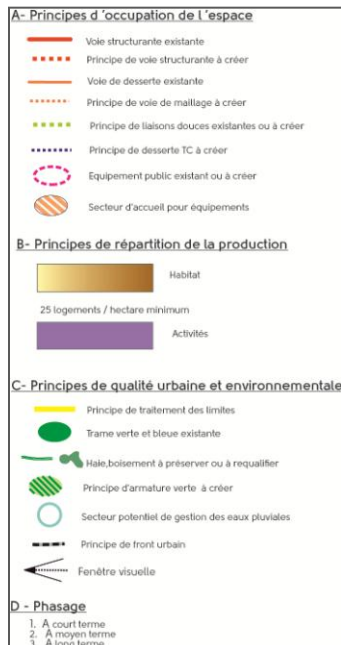 A- Principes d 'occupation de l 'espace
Voie structurante existante
Principe de voie structurante à créer
Voie de desserte existante
Principe de voie de maillage à créer
Principe de liaisons douces existantes ou à créer
Principe de desserte TC à créer
Equipement public existant ou à créer
Secteur d'accueil pour équipements
B- Principes de répartition de la production
Habitat
25 logements / hectare minimum
Activités
C- Principes de qualité urbaine et environnementale
Principe de traitement des limites
Trame verte et bleue existante
Haie,boisement à préserver ou à requalifier
Principe d'armature verte à créer
Secteur potentiel de gestion des eaux pluviales
Principe de front urbain
Fenêtre visuelle
D - Phasage
1. A court terme
2. A moyen terme
3. A long terme